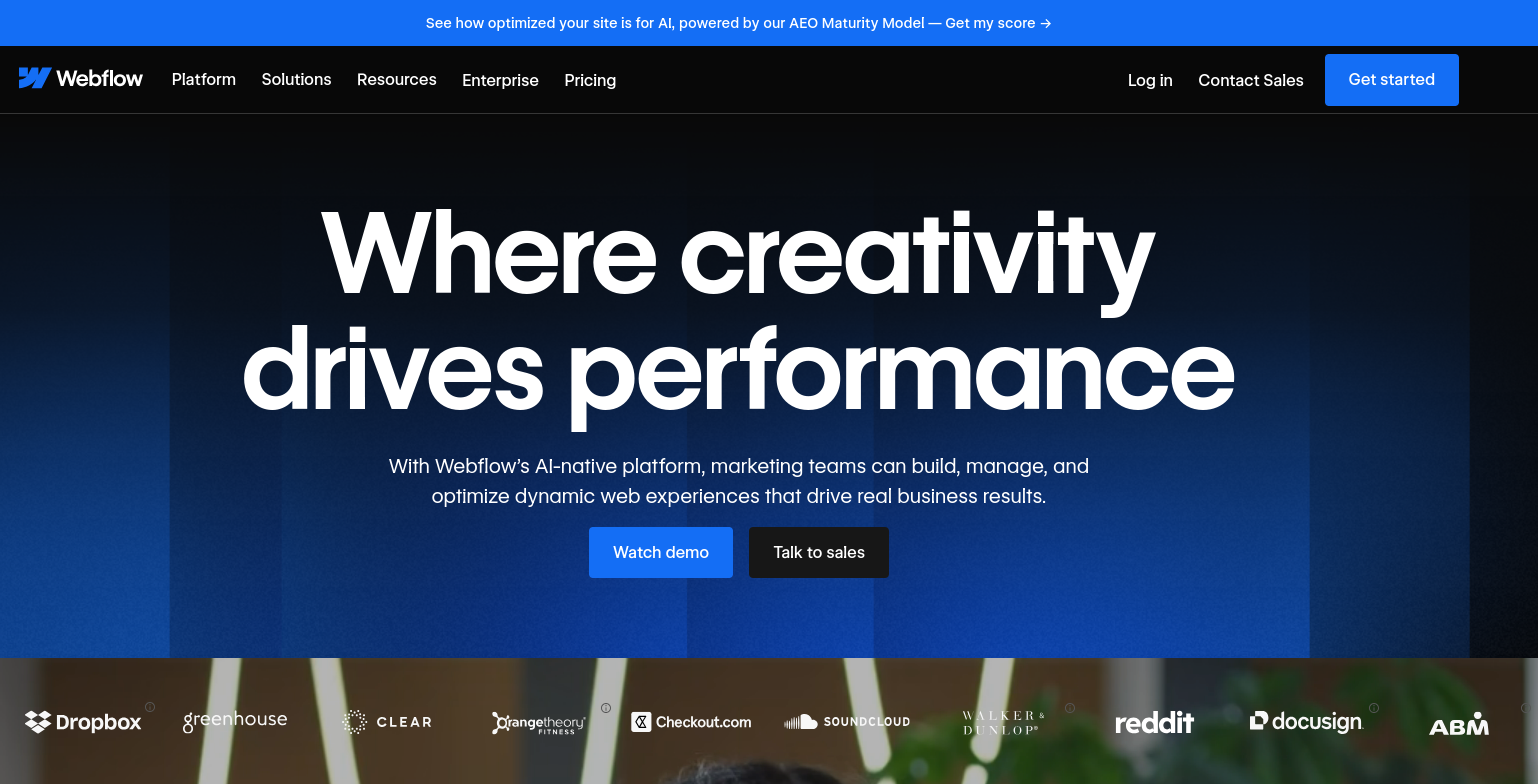 See how optimized your site is for AI, powered by our AEO Maturity Model — Get my score →
Webflow Platform Solutions Resources Enterprise Pricing Log in Contact Sales Get started
Where creativity
drives performance
With Webflow’s AI-native platform, marketing teams can build, manage, and
optimize dynamic web experiences that drive real business results.
Watch demo Talk to sales
Dropbox greenhouse CLEAR Orangetheory FITNESS Checkout.com SOUNDCLOUD WALKER & DUNLOP reddit docusign ABM